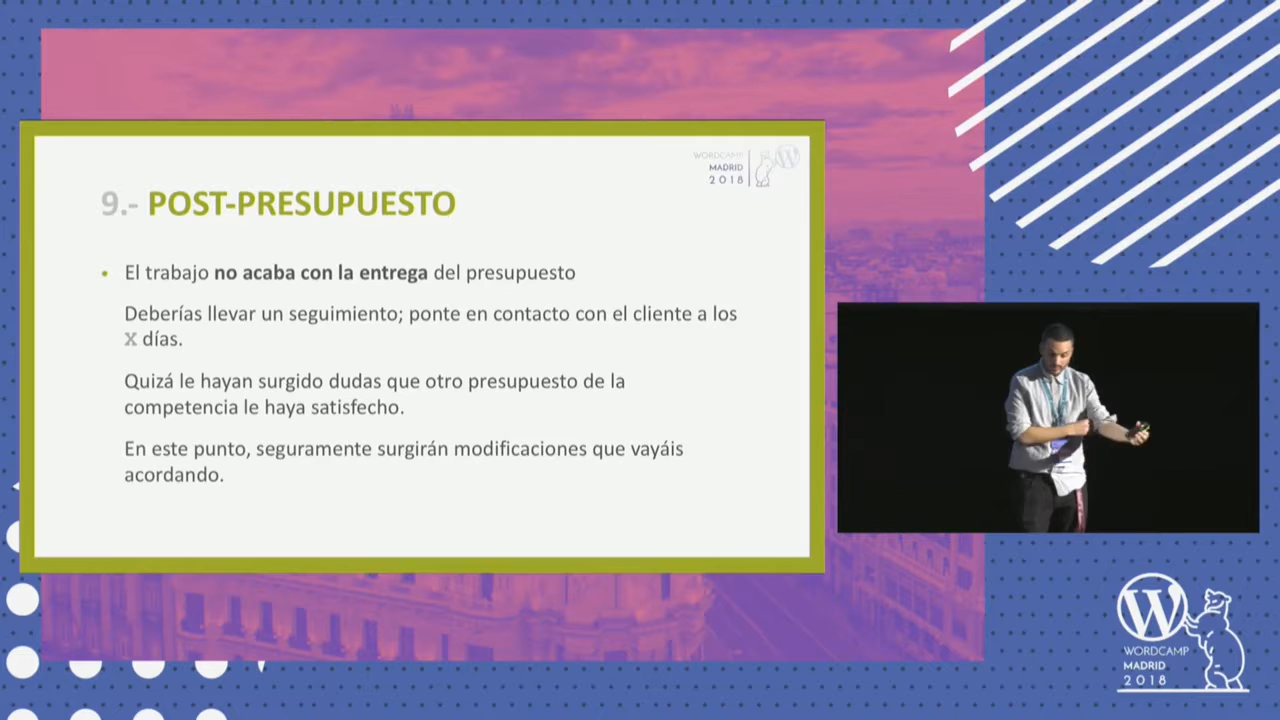 WORDCAMP
MADRID
2018
9.- POST-PRESUPUESTO
• El trabajo no acaba con la entrega del presupuesto
Deberías llevar un seguimiento; ponte en contacto con el cliente a los
X días.
Quizá le hayan surgido dudas que otro presupuesto de la
competencia le haya satisfecho.
En este punto, seguramente surgirán modificaciones que vayáis
acordando.
WORDCAMP
MADRID
2018